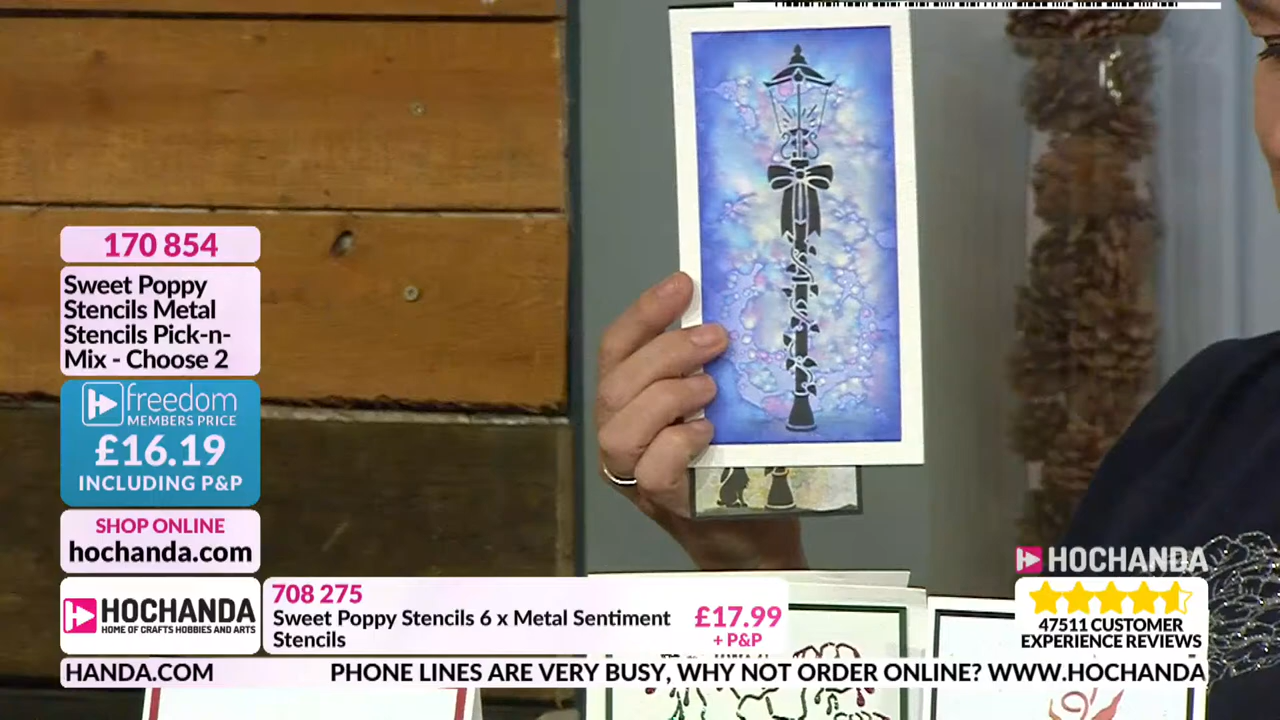 170 854
Sweet Poppy
Stencils Metal
Stencils Pick-n-
Mix - Choose 2
freedom
MEMBERS PRICE
£16.19
INCLUDING P&P
SHOP ONLINE
hochanda.com
HOCHANDA
HOME OF CRAFTS HOBBIES AND ARTS
708 275
Sweet Poppy Stencils 6 x Metal Sentiment
Stencils
£17.99
+ P&P
HOCHANDA
47511 CUSTOMER
EXPERIENCE REVIEWS
HANDA.COM PHONE LINES ARE VERY BUSY, WHY NOT ORDER ONLINE? WWW.HOCHANDA